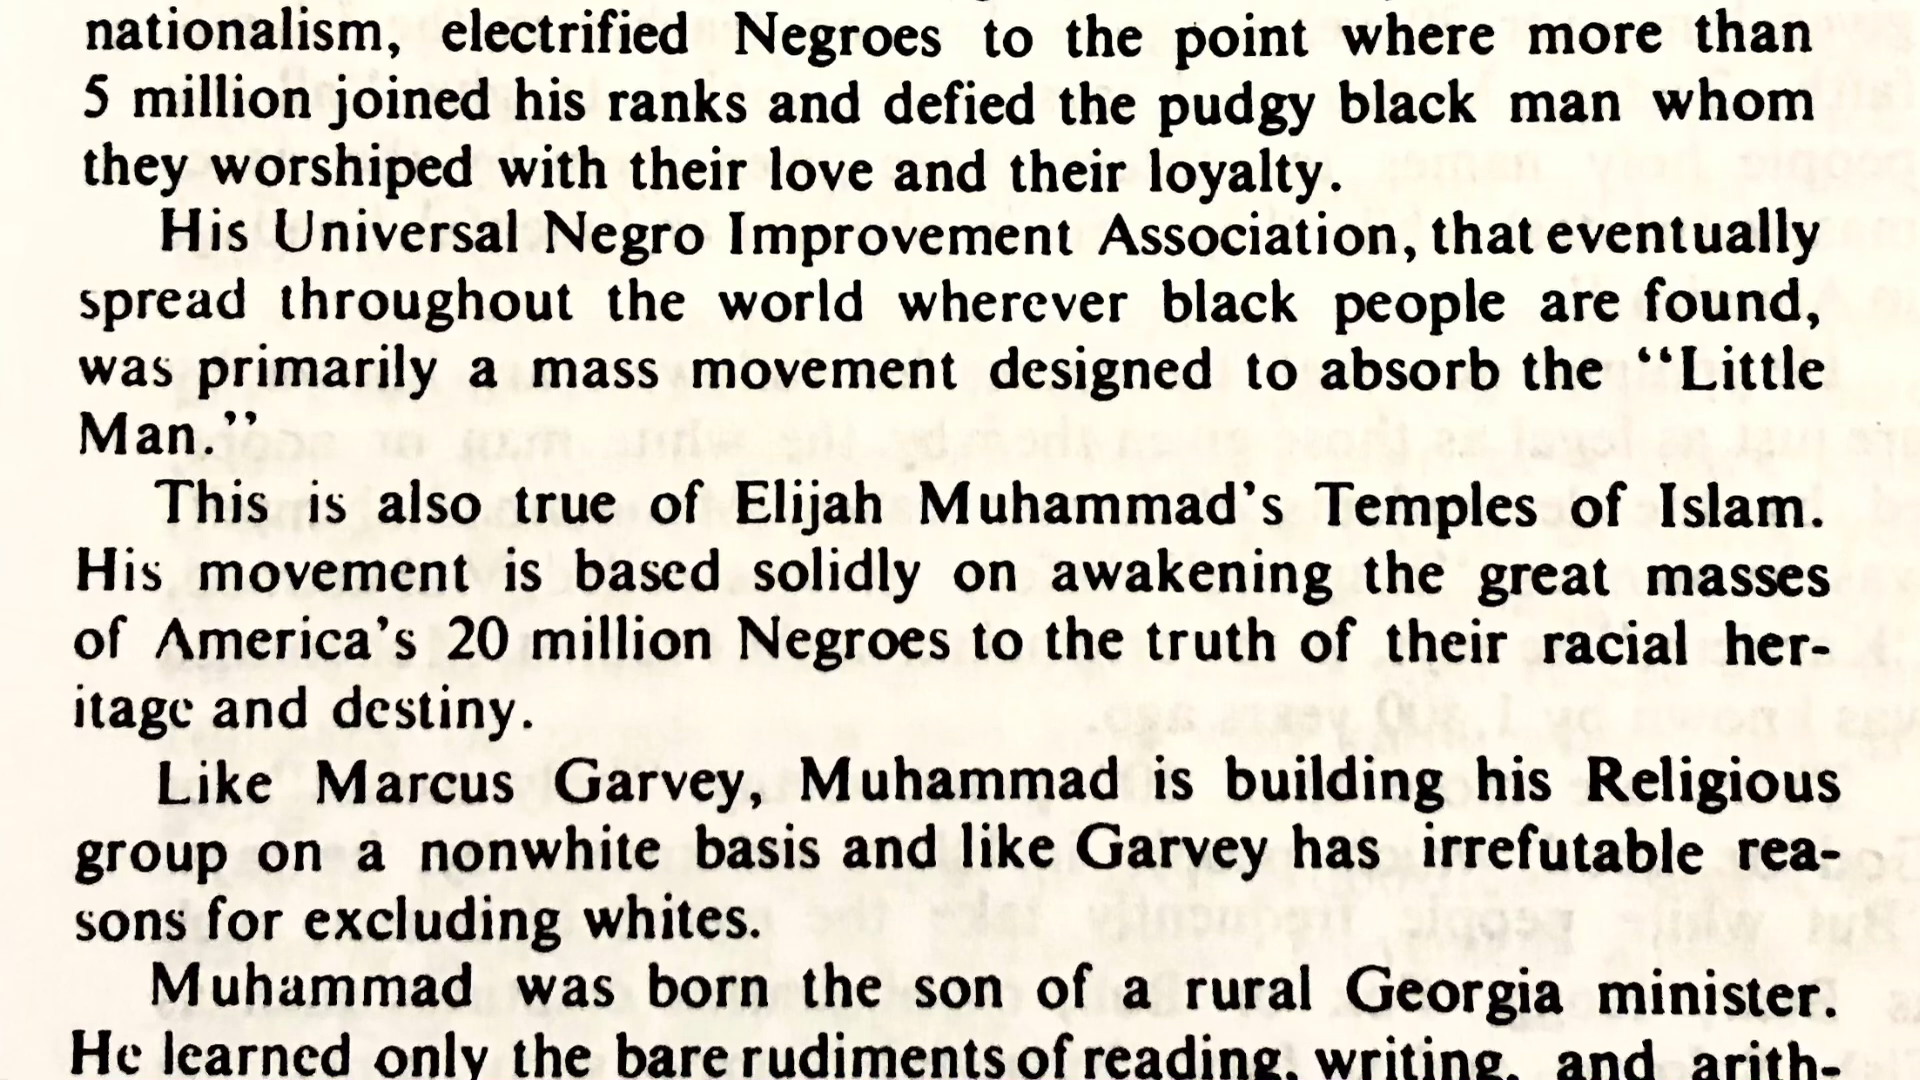 nationalism, electrified Negroes to the point where more than
5 million joined his ranks and defied the pudgy black man whom
they worshiped with their love and their loyalty.
His Universal Negro Improvement Association, that eventually
spread throughout the world wherever black people are found,
was primarily a mass movement designed to absorb the “Little
Man.”
This is also true of Elijah Muhammad’s Temples of Islam.
His movement is based solidly on awakening the great masses
of America’s 20 million Negroes to the truth of their racial her-
itage and destiny.
Like Marcus Garvey, Muhammad is building his Religious
group on a nonwhite basis and like Garvey has irrefutable rea-
sons for excluding whites.
Muhammad was born the son of a rural Georgia minister.
He learned only the bare rudiments of reading, writing, and arith-